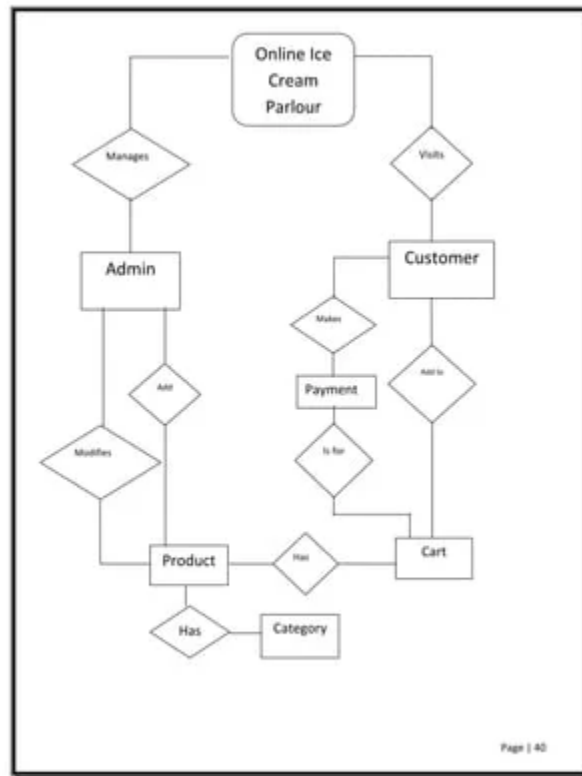 Online Ice
Cream
Parlour
Manages
Visits
Admin
Customer
Makes
Add
Payment
Add to
Modifies
Is for
Product
Has
Cart
Has
Category
Page | 40